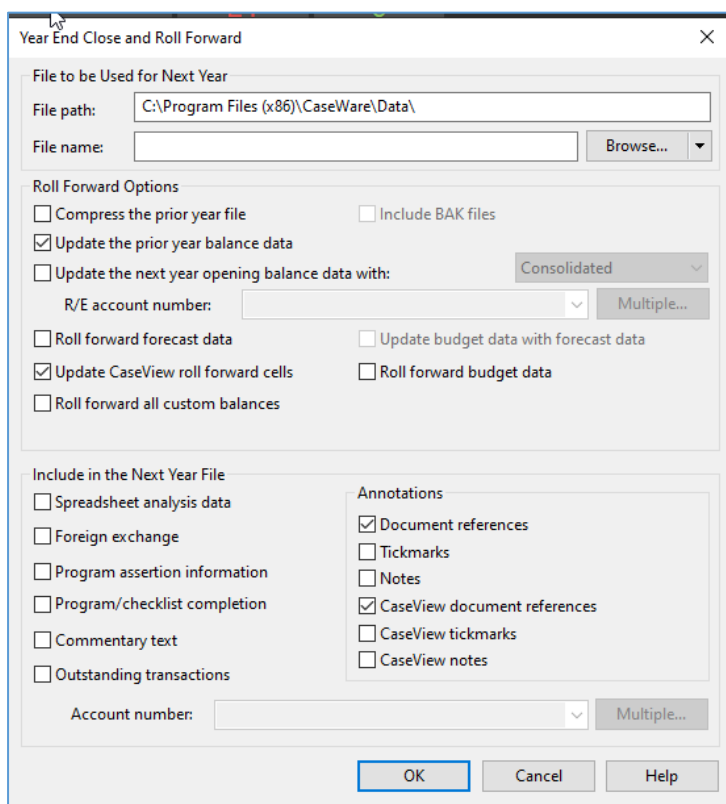 Year End Close and Roll Forward
File to be Used for Next Year
File path: C:\Program Files (x86)\CaseWare\Data\
File name: Browse...
Roll Forward Options
Compress the prior year file Include BAK files
Update the prior year balance data
Update the next year opening balance data with: Consolidated
R/E account number: Multiple...
Roll forward forecast data Update budget data with forecast data
Update CaseView roll forward cells Roll forward budget data
Roll forward all custom balances
Include in the Next Year File
Spreadsheet analysis data
Foreign exchange
Program assertion information
Program/checklist completion
Commentary text
Outstanding transactions
Annotations
Document references
Tickmarks
Notes
CaseView document references
CaseView tickmarks
CaseView notes
Account number: Multiple...
OK Cancel Help